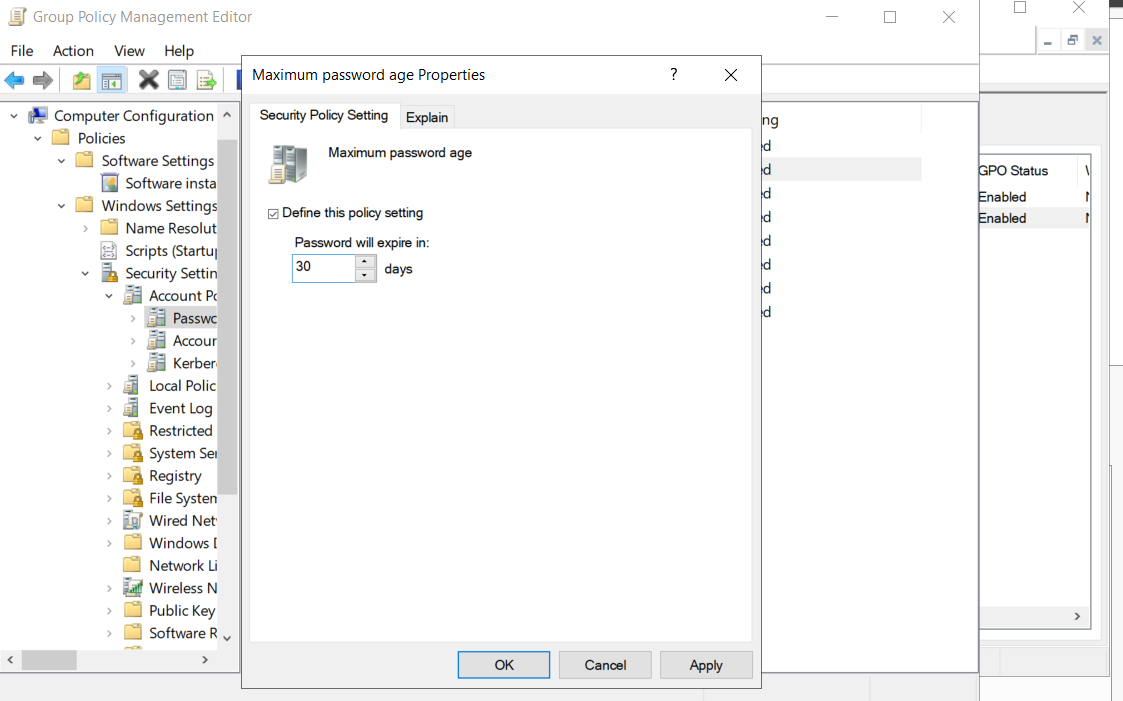 Group Policy Management Editor
File Action View Help
Computer Configuration
Policies
Software Settings
Software insta
Windows Settings
Name Resolut
Scripts (Startu
Security Settin
Account Po
Passwo
Accour
Kerber
Local Polic
Event Log
Restricted
System Ser
Registry
File System
Wired Net
Windows D
Network Li
Wireless N
Public Key
Software R
Maximum password age Properties
?
Security Policy Setting
Explain
Maximum password age
Define this policy setting
Password will expire in:
30
days
OK
Cancel
Apply
ng
ed
ed
ed
ed
ed
ed
ed
ed
GPO Status
Enabled
Enabled